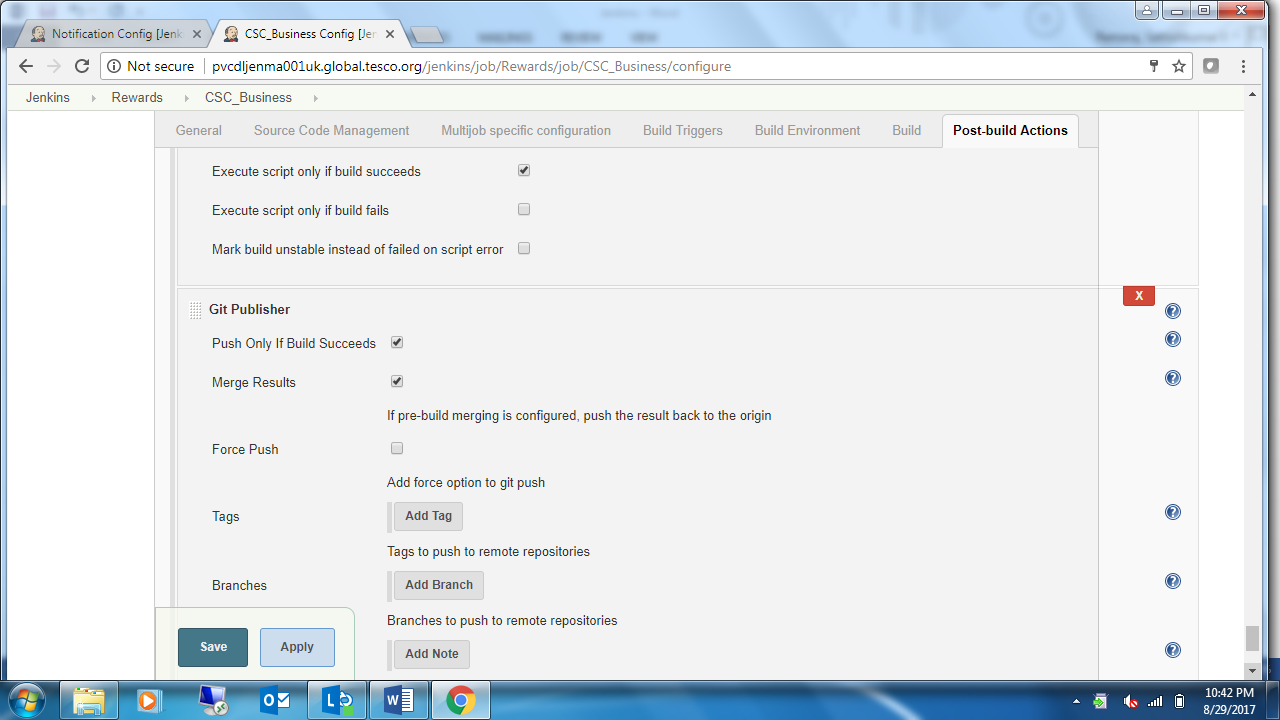 Notification Config [Jenk
CSC_Business Config [Jen
Not secure
pvcdljenma001uk.global.tesco.org/jenkins/job/Rewards/job/CSC_Business/configure
Jenkins
Rewards
CSC_Business
General
Source Code Management
Multijob specific configuration
Build Triggers
Build Environment
Build
Post-build Actions
Execute script only if build succeeds
Execute script only if build fails
Mark build unstable instead of failed on script error
X
Git Publisher
Push Only If Build Succeeds
Merge Results
If pre-build merging is configured, push the result back to the origin
Force Push
Add force option to git push
Tags
Add Tag
Tags to push to remote repositories
Branches
Add Branch
Branches to push to remote repositories
Add Note
Save
Apply
10:42 PM
8/29/2017